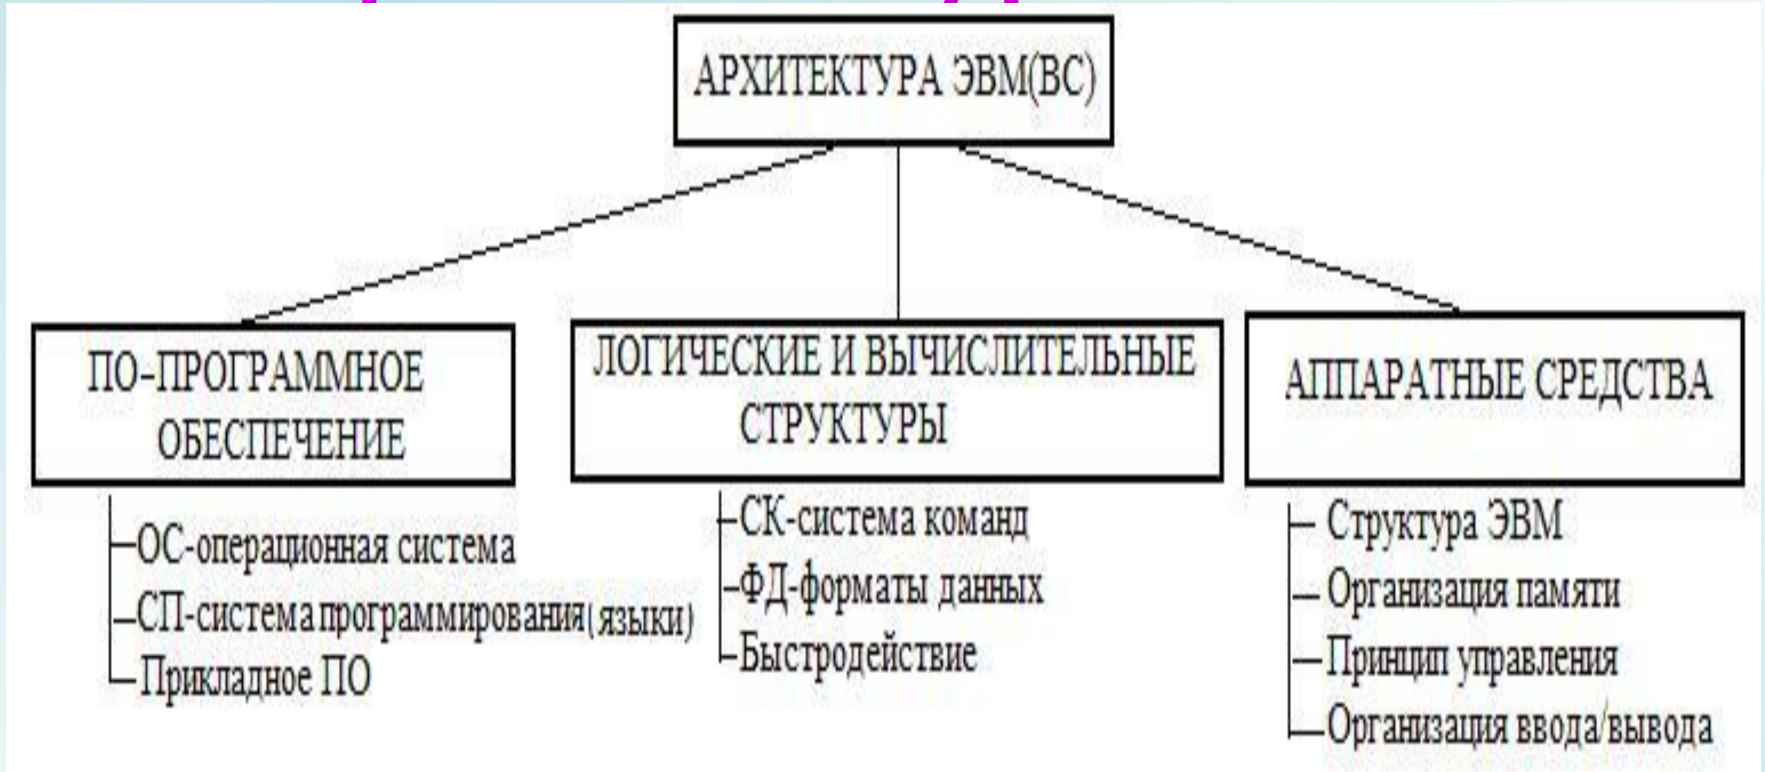 АРХИТЕКТУРА ЭВМ(ВС)
ПО-ПРОГРАММНОЕ
ОБЕСПЕЧЕНИЕ
ОС-операционная система
СП-система программирования(языки)
Прикладное ПО
ЛОГИЧЕСКИЕ И ВЫЧИСЛИТЕЛЬНЫЕ
СТРУКТУРЫ
СК-система команд
ФД-форматы данных
Быстродействие
АППАРАТНЫЕ СРЕДСТВА
Структура ЭВМ
Организация памяти
Принцип управления
Организация ввода/вывода